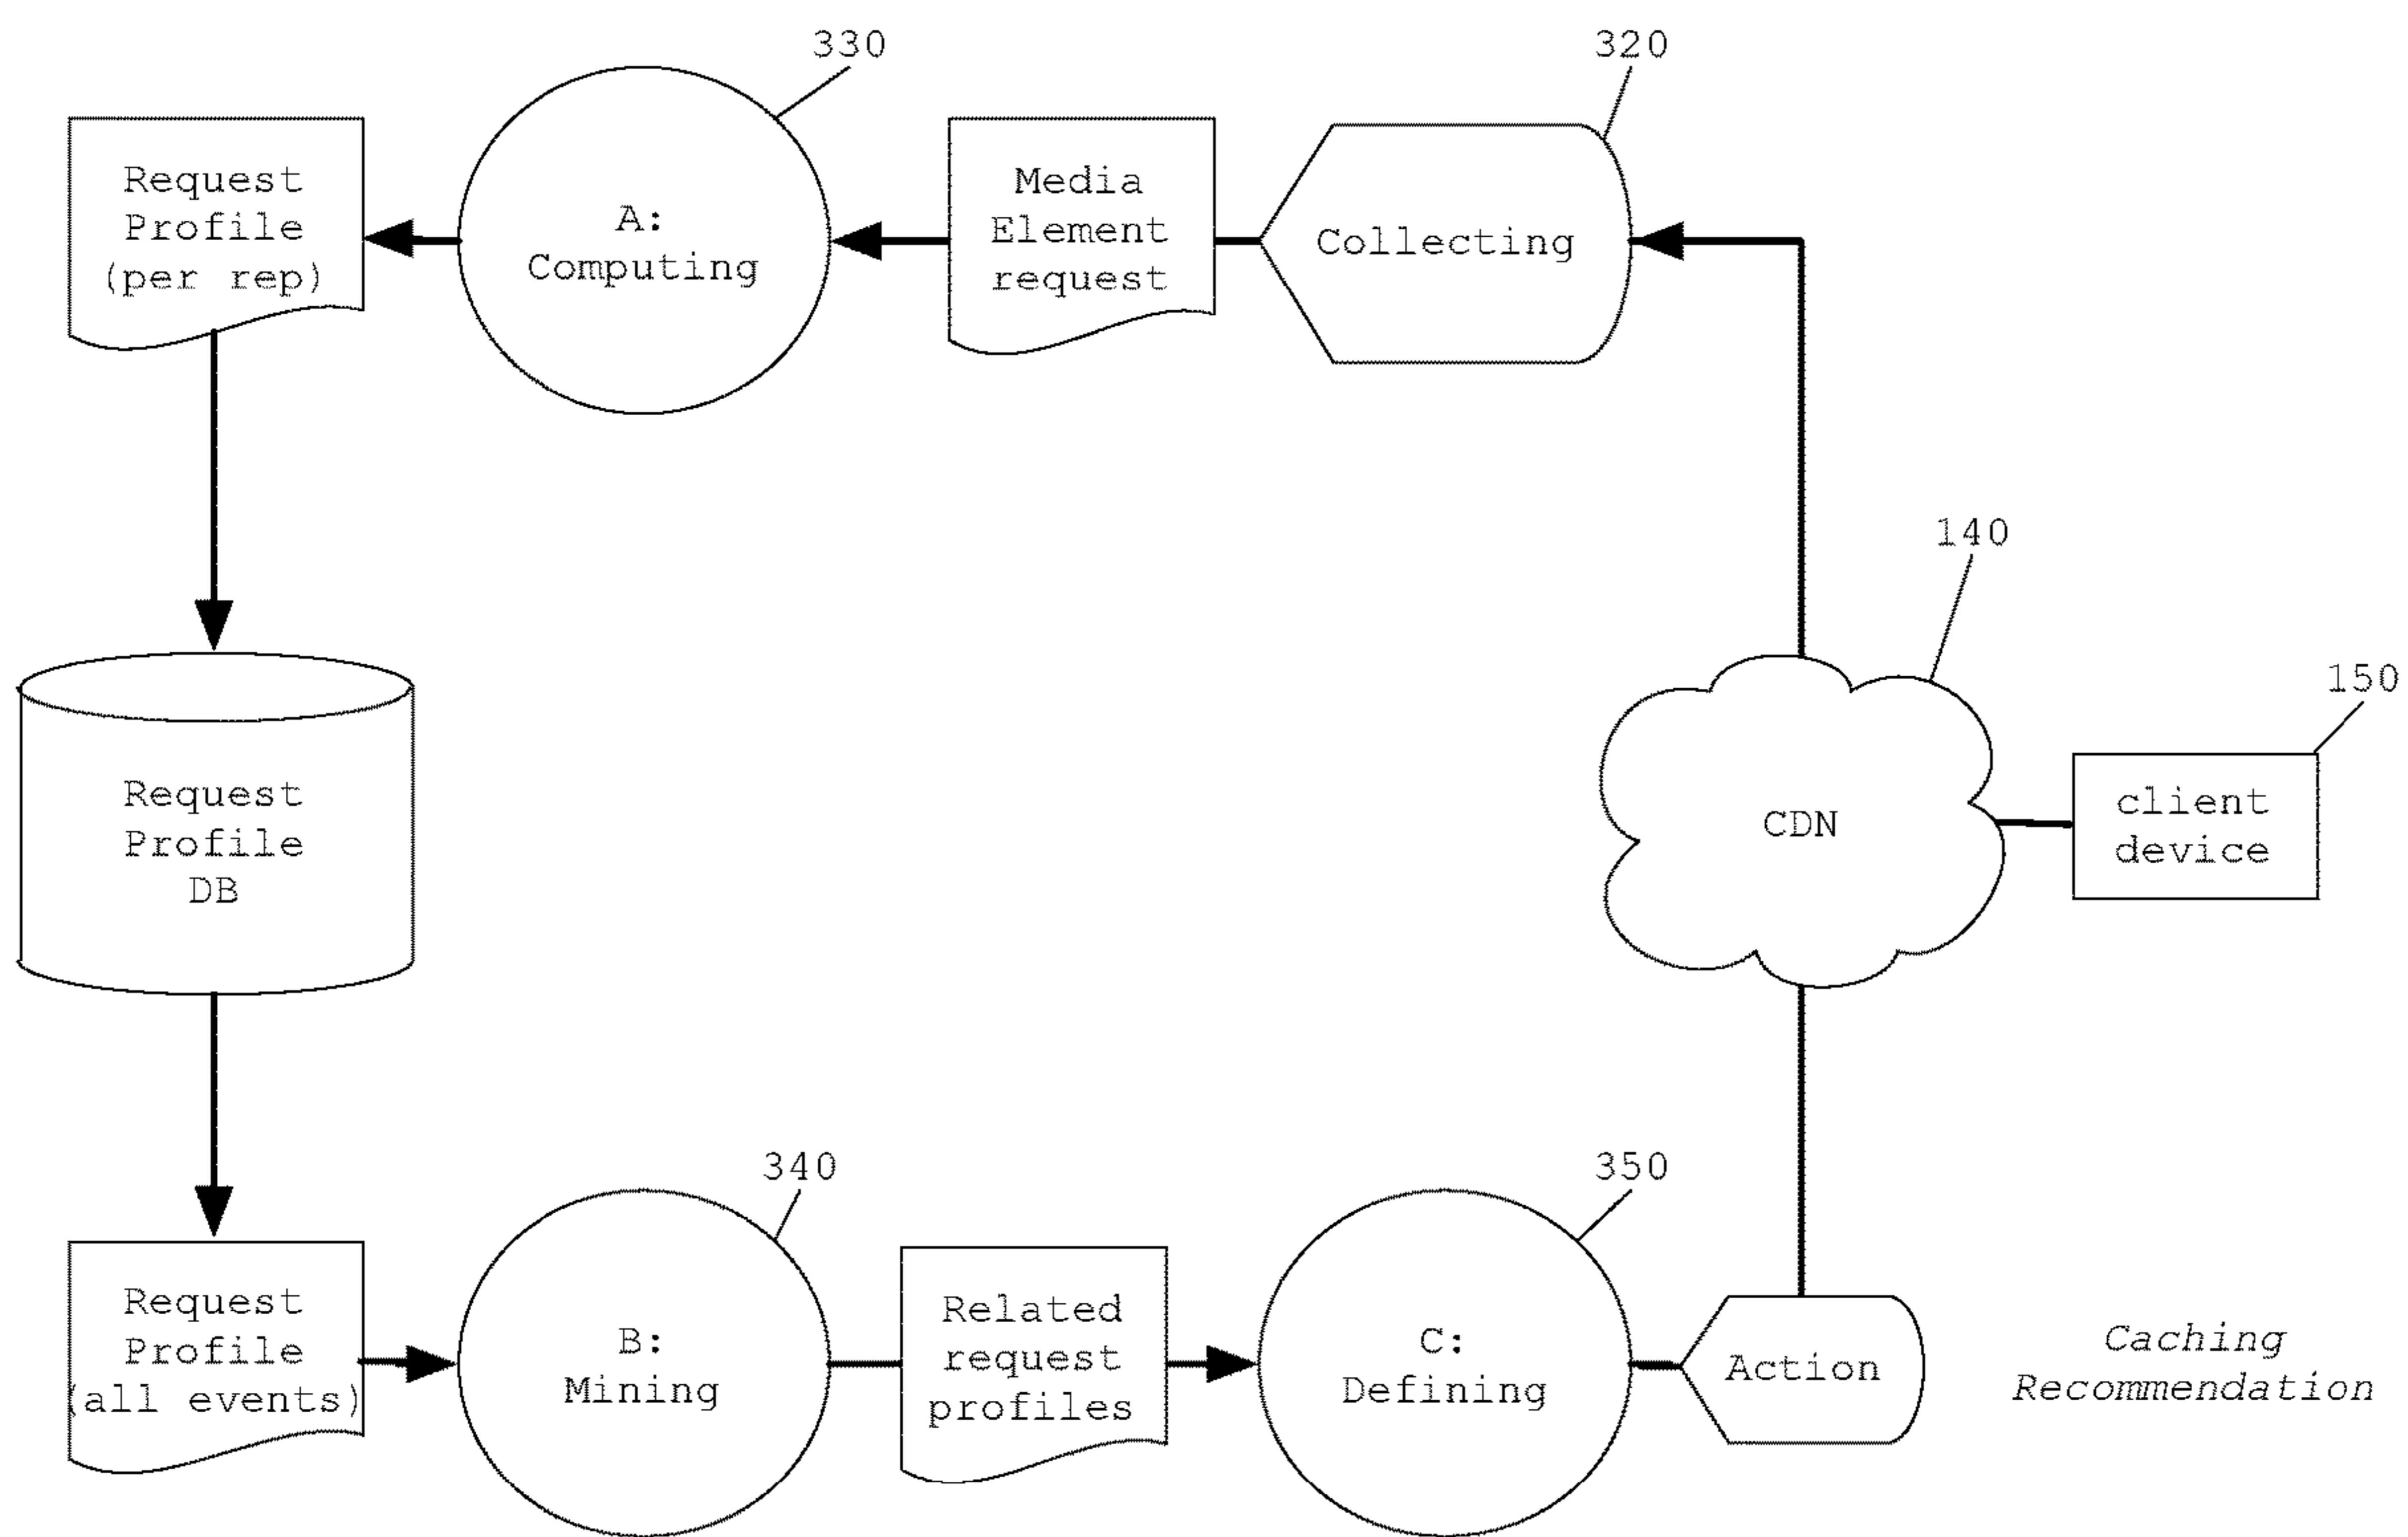 330
320
Request
Profile
(per rep)
A:
Computing
Media
Element
request
Collecting
140
150
Request
Profile
DB
CDN
client
device
340
350
Request
Profile
(all events)
B:
Mining
Related
request
profiles
C:
Defining
Action
Caching
Recommendation